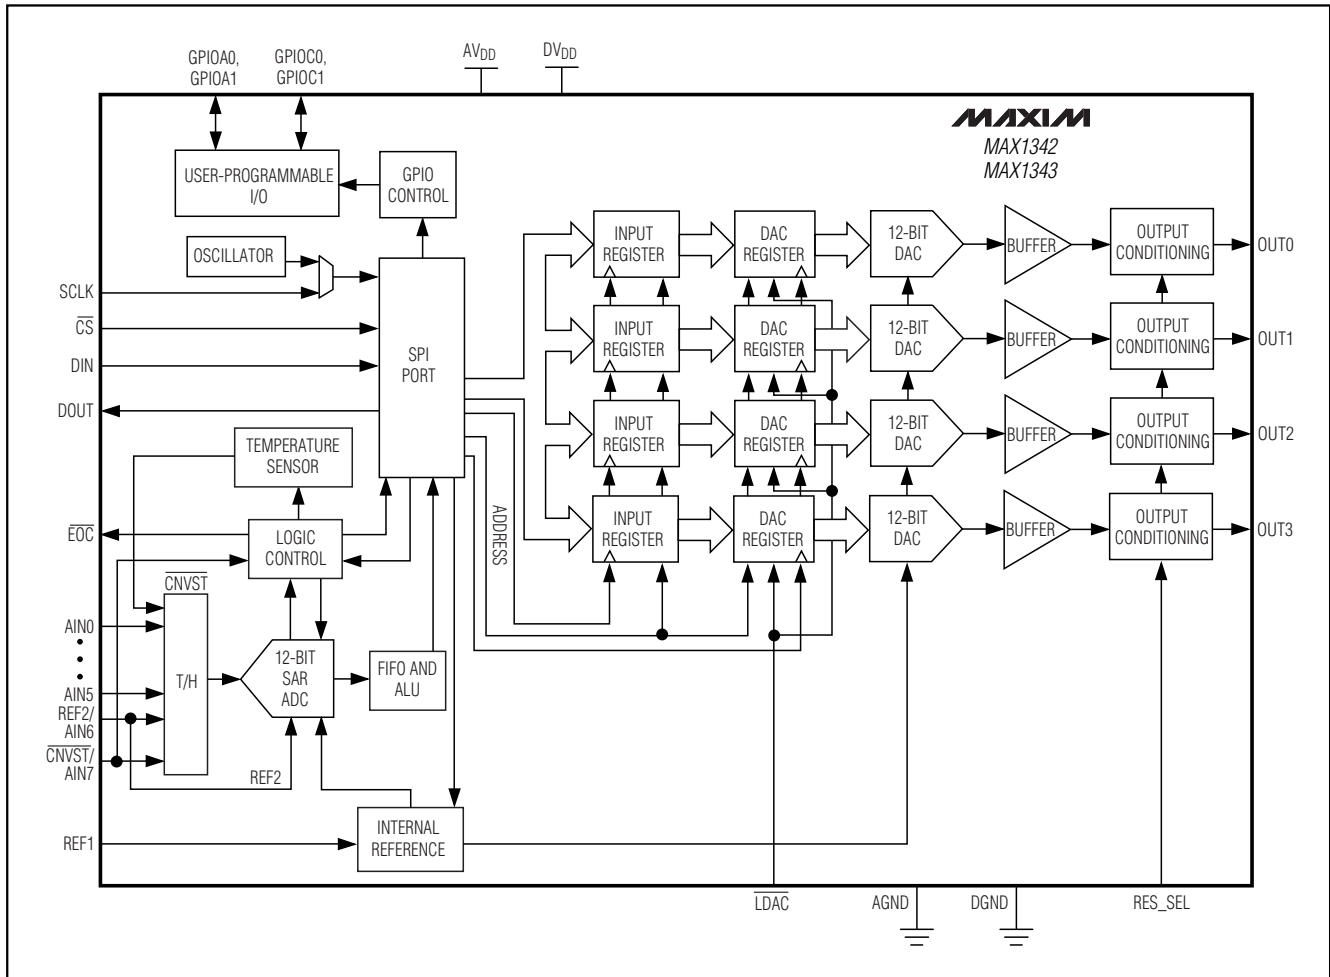 GPIOA0,
GPIOA1
GPIOC0,
GPIOC1
AVDD
DVDD
MAXIM
MAX1342
MAX1343
USER-PROGRAMMABLE
I/O
GPIO
CONTROL
OSCILLATOR
SCLK
CS
DIN
DOUT
SPI
PORT
TEMPERATURE
SENSOR
EOC
LOGIC
CONTROL
CNVST
AIN0
AIN5
REF2/
AIN6
CNVST/
AIN7
T/H
12-BIT
SAR
ADC
FIFO AND
ALU
REF2
REF1
INTERNAL
REFERENCE
ADDRESS
INPUT
REGISTER
DAC
REGISTER
12-BIT
DAC
BUFFER
OUTPUT
CONDITIONING
OUT0
INPUT
REGISTER
DAC
REGISTER
12-BIT
DAC
BUFFER
OUTPUT
CONDITIONING
OUT1
INPUT
REGISTER
DAC
REGISTER
12-BIT
DAC
BUFFER
OUTPUT
CONDITIONING
OUT2
INPUT
REGISTER
DAC
REGISTER
12-BIT
DAC
BUFFER
OUTPUT
CONDITIONING
OUT3
LDAC
AGND
DGND
RES_SEL